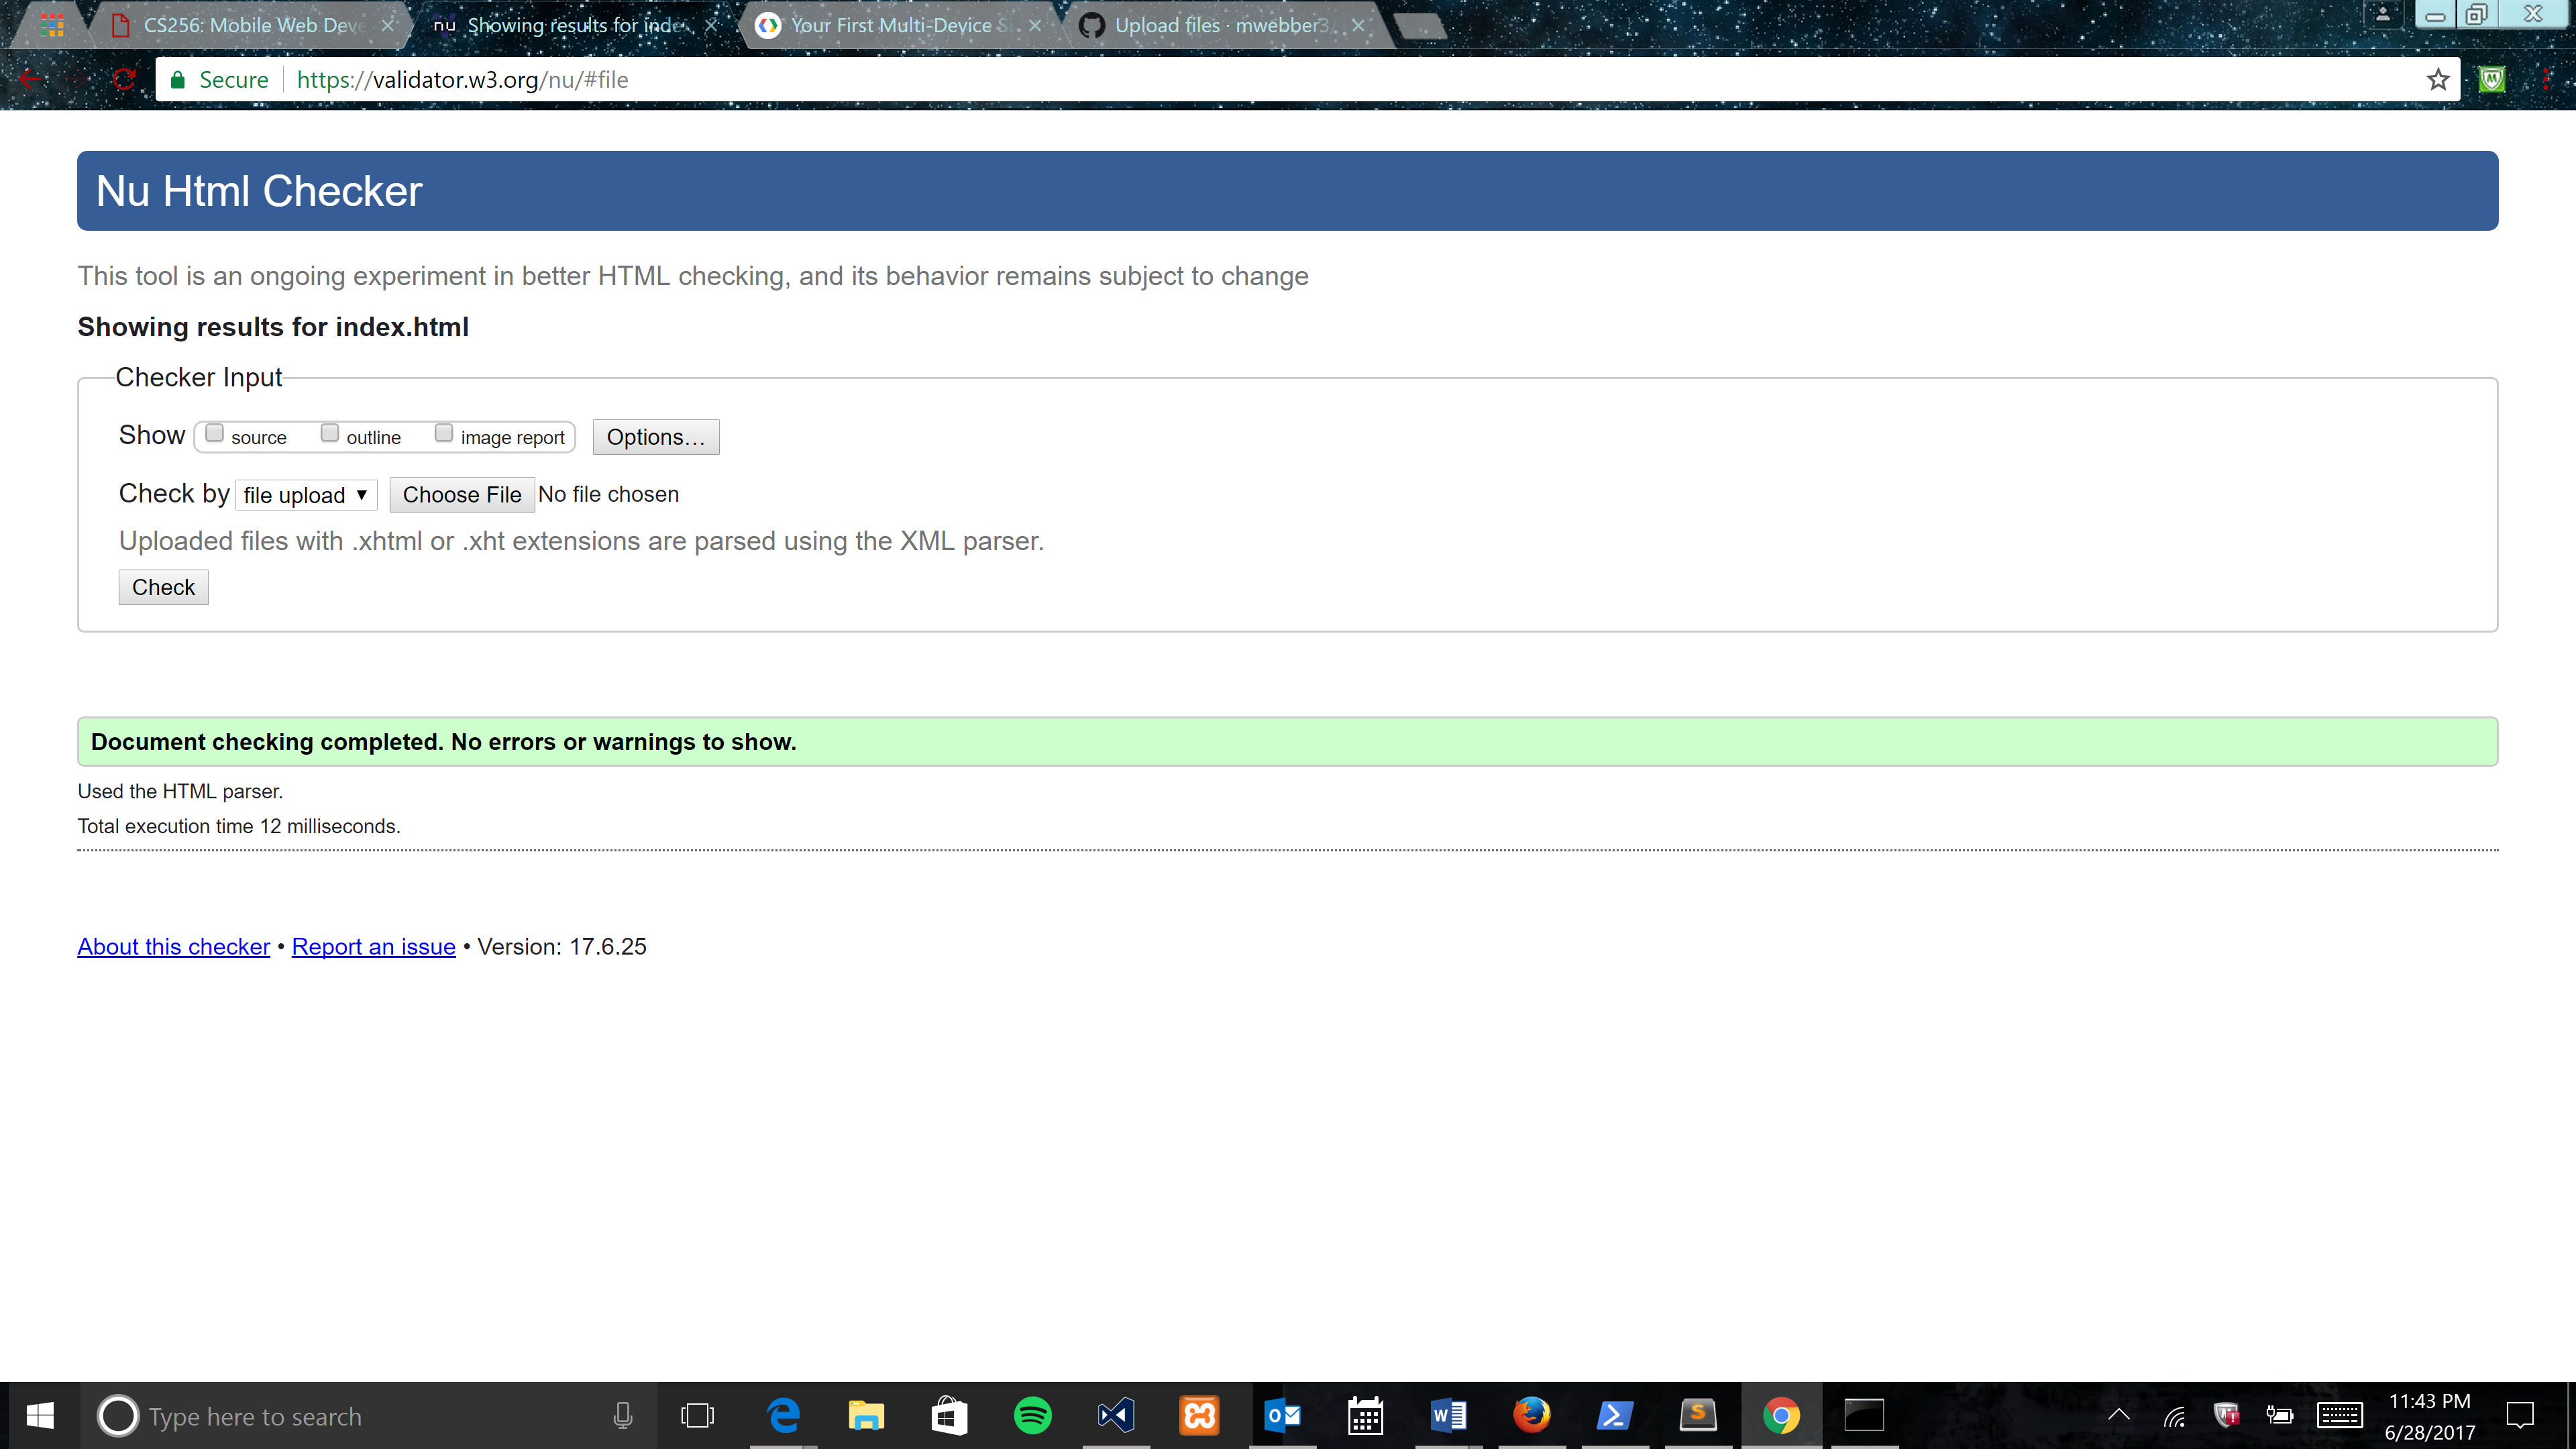 CS256: Mobile Web Deve
nu Showing results for inde
Your First Multi-Device S
Upload files · mwebber3
Secure https://validator.w3.org/nu/#file
Nu Html Checker
This tool is an ongoing experiment in better HTML checking, and its behavior remains subject to change
Showing results for index.html
Checker Input
Show source outline image report Options…
Check by file upload Choose File No file chosen
Uploaded files with .xhtml or .xht extensions are parsed using the XML parser.
Check
Document checking completed. No errors or warnings to show.
Used the HTML parser.
Total execution time 12 milliseconds.
About this checker • Report an issue • Version: 17.6.25
Type here to search
11:43 PM
6/28/2017